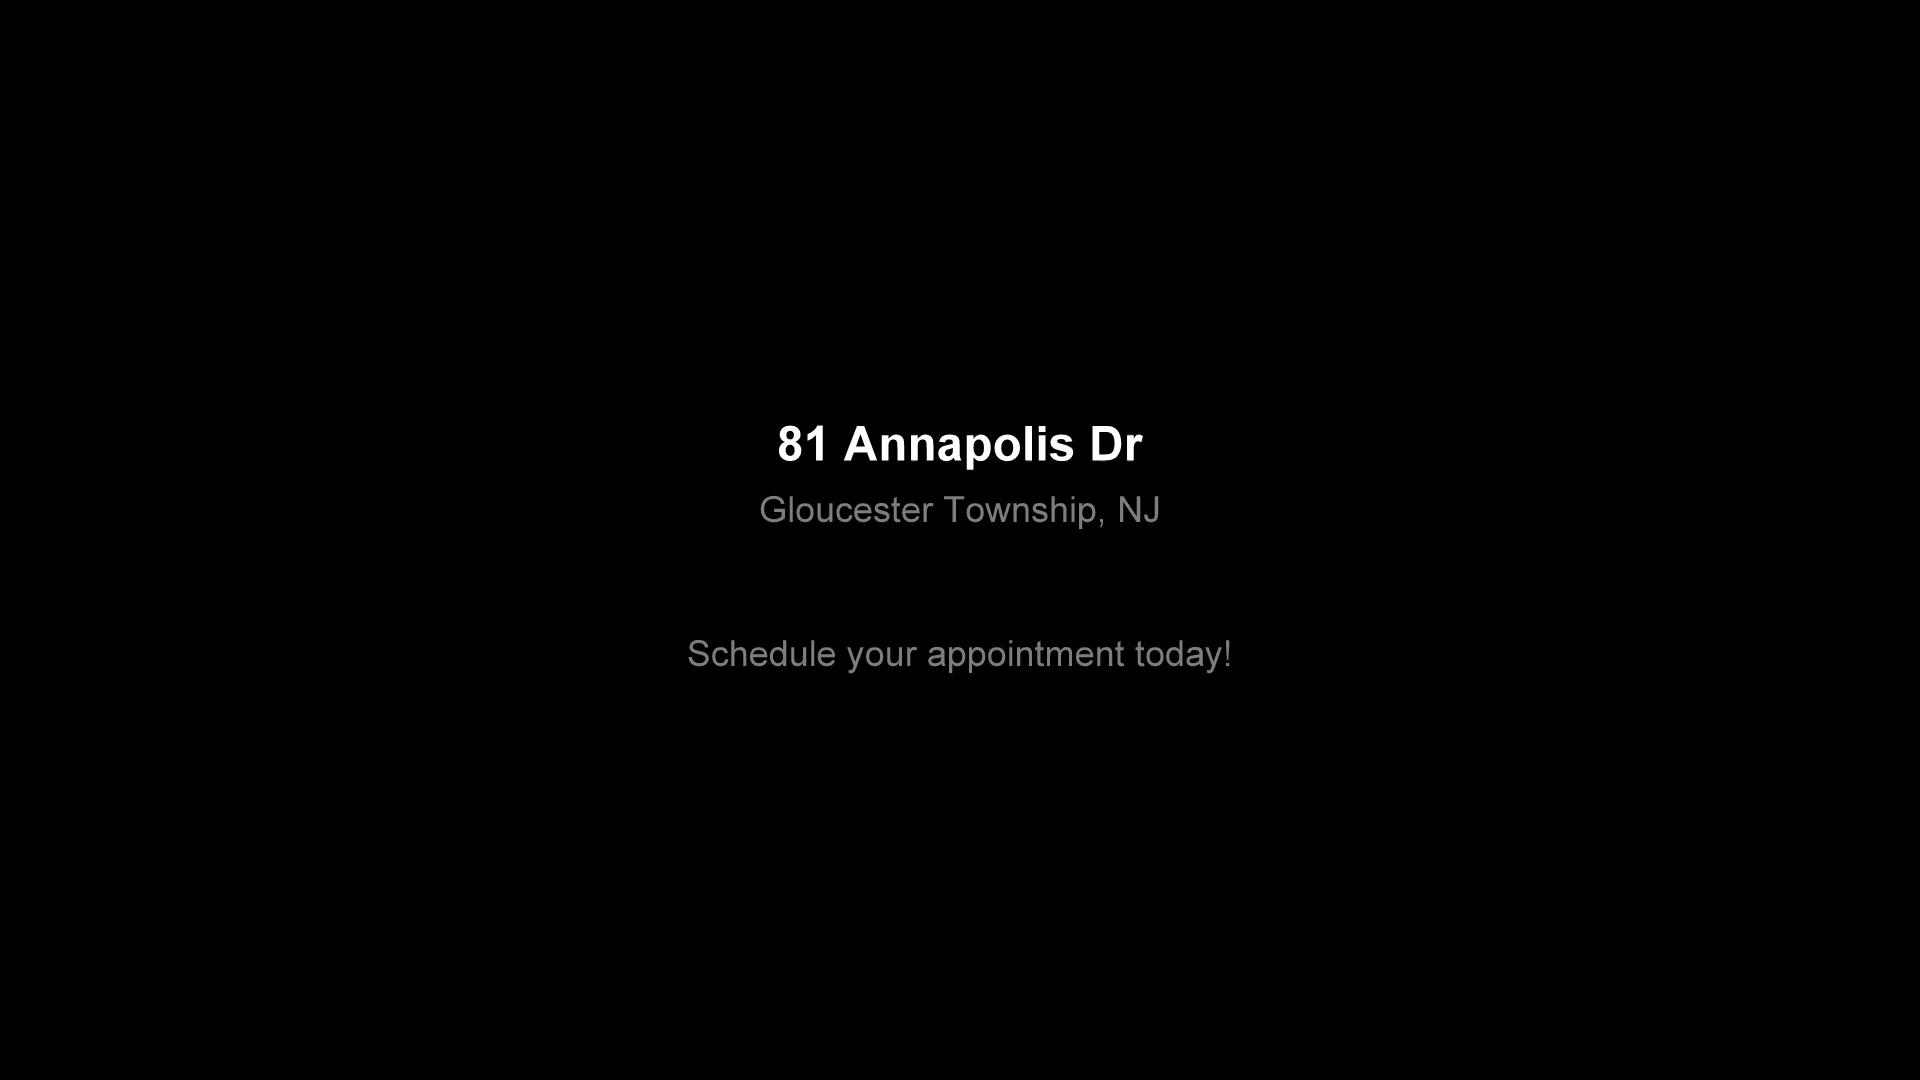 81 Annapolis Dr
Gloucester Township, NJ
Schedule your appointment today!